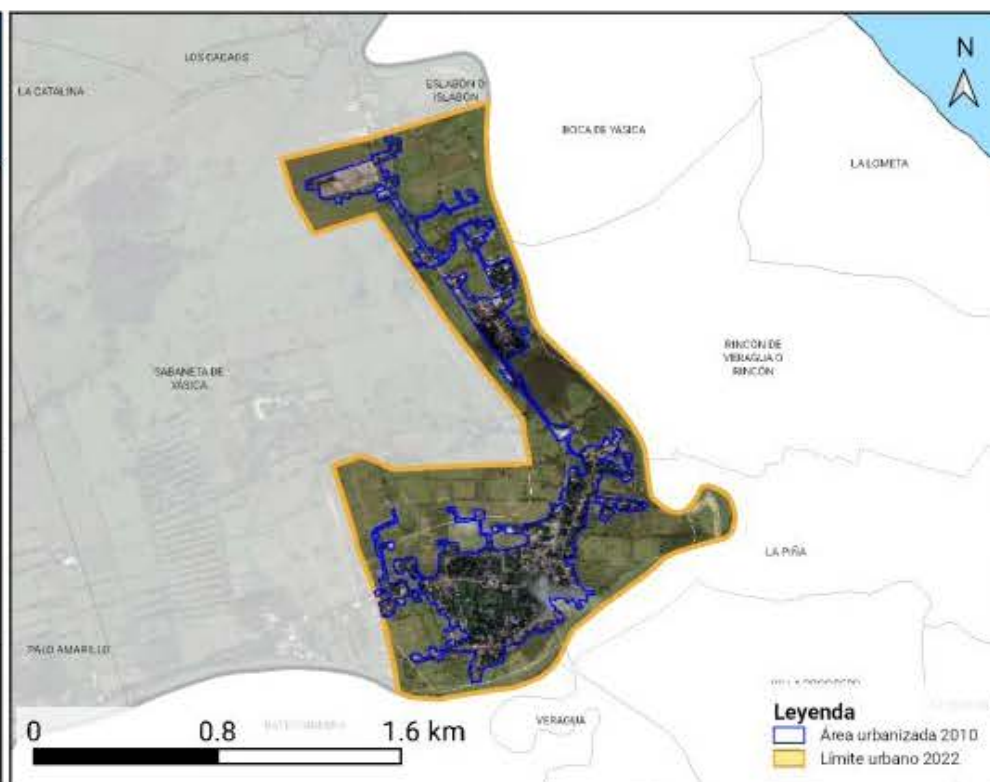 N
LOS CACAOS
LA CATALINA
ESLABÓN O
ISLABÓN
BOCA DE YÁSICA
LA LOMETA
SABANETA DE
YÁSICA
RINCÓN DE
VERAGUA O
RINCÓN
LA PIÑA
PALO AMARILLO
VERAGUA
0 0.8 1.6 km
Leyenda
Área urbanizada 2010
Límite urbano 2022